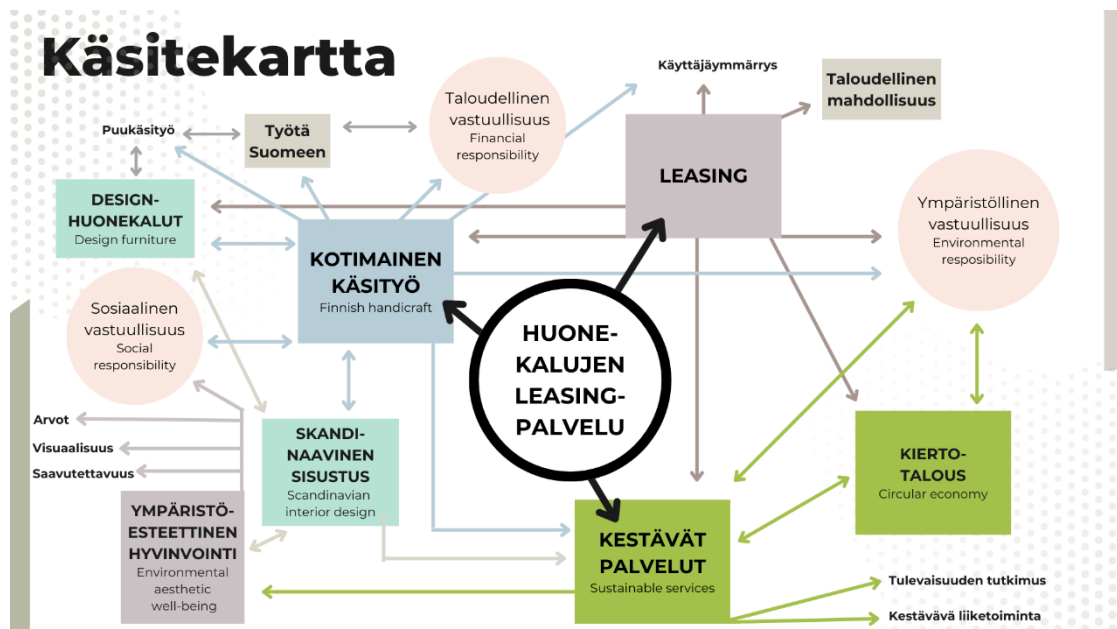 Käsitekartta
Käyttäjäymmärrys
Taloudellinen
mahdollisuus
Taloudellinen
vastuullisuus
Financial
responsibility
Puukäsityö
Työtä
Suomeen
LEASING
DESIGN-
HUONEKALUT
Design furniture
Ympäristöllinen
vastuullisuus
Environmental
resposibility
KOTIMAINEN
KÄSITYÖ
Finnish handicraft
Sosiaalinen
vastuullisuus
Social
responsibility
HUONE-
KALUJEN
LEASING-
PALVELU
Arvot
Visuaalisuus
Saavutettavuus
SKANDI-
NAAVINEN
SISUSTUS
Scandinavian
interior design
KIERTO-
TALOUS
Circular economy
YMPÄRISTÖ-
ESTEETTINEN
HYVINVOINTI
Environmental
aesthetic
well-being
KESTÄVÄT
PALVELUT
Sustainable services
Tulevaisuuden tutkimus
Kestävävä liiketoiminta